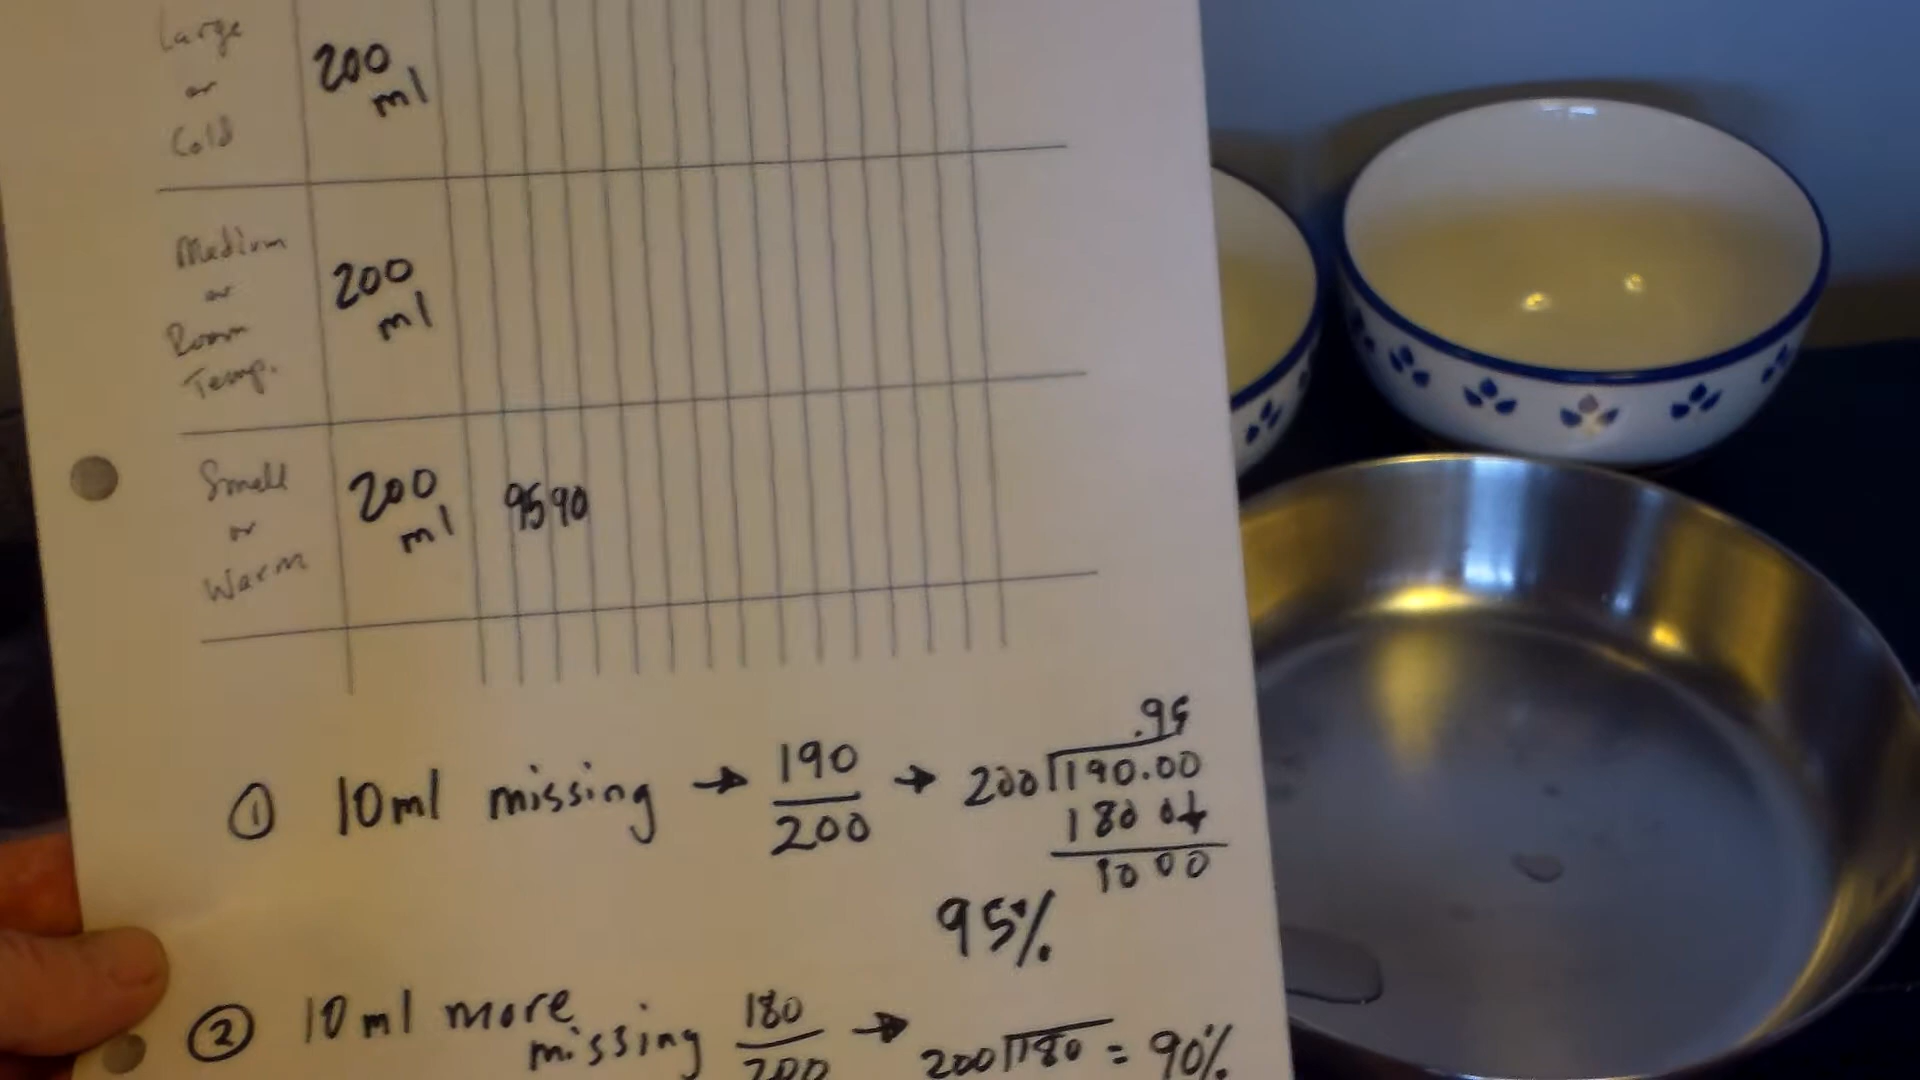 Large
or
Cold
200
ml
Medium
or
Room
Temp.
200
ml
Small
or
Warm
200
ml
95 90
① 10ml missing → 190/200 → 200)190.00
.95
180 0↓
1000
95%
② 10ml more
missing 180/200 → 200)180 = 90%